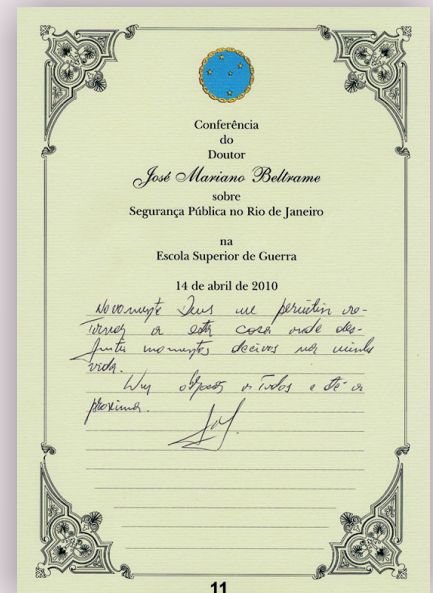 Conferência
do
Doutor
José Mariano Beltrame
sobre
Segurança Pública no Rio de Janeiro
na
Escola Superior de Guerra
14 de abril de 2010
Novamente Deus me permitiu re-
tornar a esta casa onde des-
frutei momentos decisivos na minha
vida.
Um abraço a Todos e até a
próxima.
11